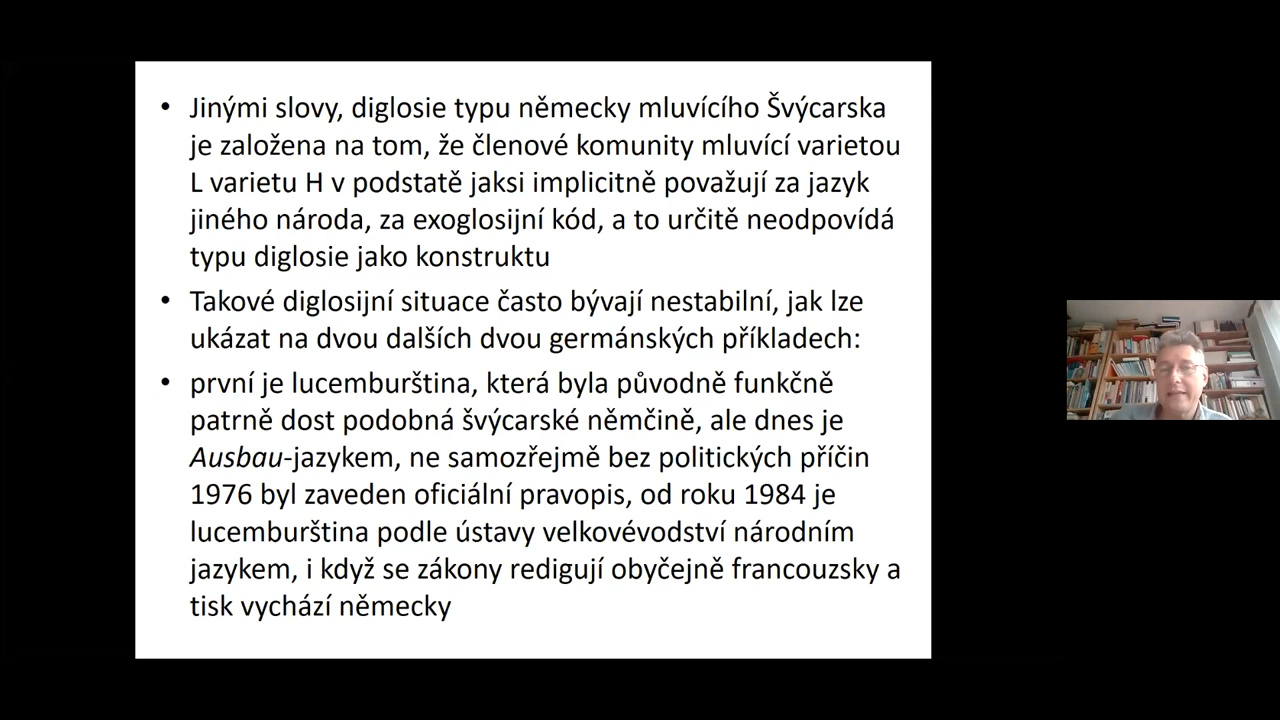 • Jinými slovy, diglosie typu německy mluvícího Švýcarska
je založena na tom, že členové komunity mluvící varietou
L varietu H v podstatě jaksi implicitně považují za jazyk
jiného národa, za exoglosijní kód, a to určitě neodpovídá
typu diglosie jako konstruktu
• Takové diglosijní situace často bývají nestabilní, jak lze
ukázat na dvou dalších dvou germánských příkladech:
• první je lucemburština, která byla původně funkčně
patrně dost podobná švýcarské němčině, ale dnes je
Ausbau-jazykem, ne samozřejmě bez politických příčin
1976 byl zaveden oficiální pravopis, od roku 1984 je
lucemburština podle ústavy velkovévodství národním
jazykem, i když se zákony redigují obyčejně francouzsky a
tisk vychází německy